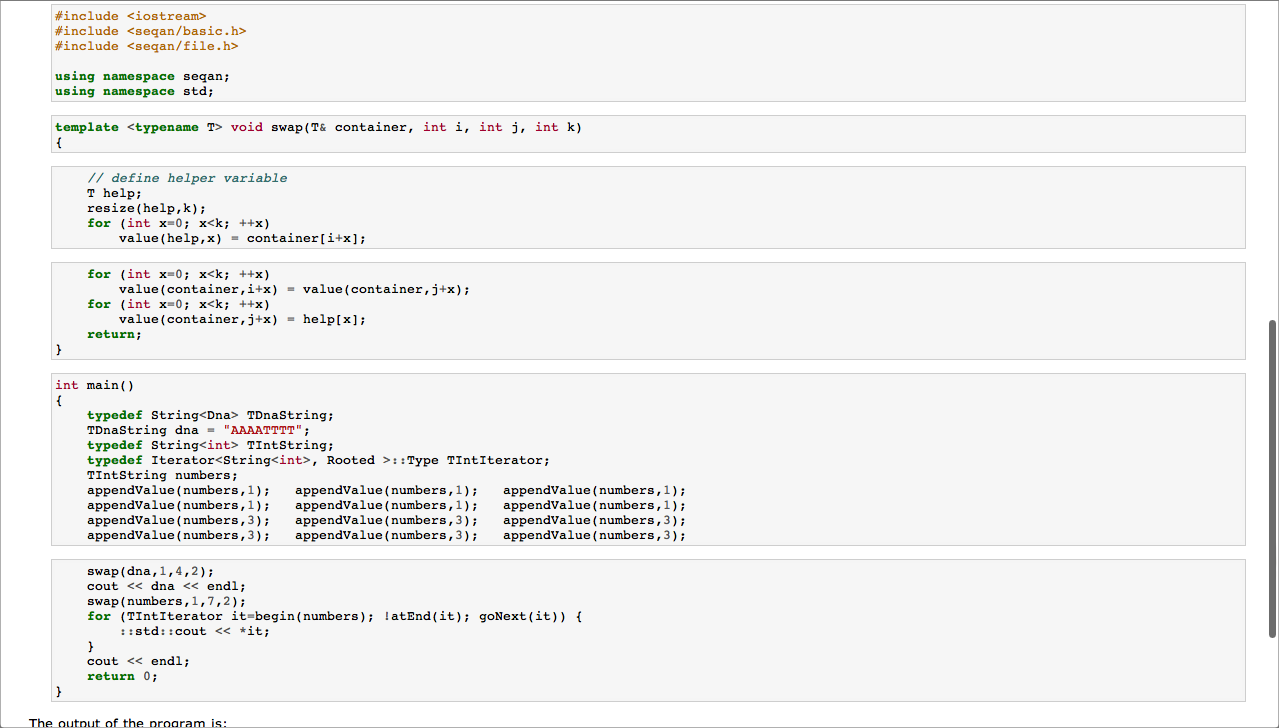 #include <iostream>
#include <seqan/basic.h>
#include <seqan/file.h>
using namespace seqan;
using namespace std;
template <typename T> void swap(T& container, int i, int j, int k)
{
// define helper variable
T help;
resize(help,k);
for (int x=0; x<k; ++x)
value(help,x) = container[i+x];
for (int x=0; x<k; ++x)
value(container,i+x) = value(container,j+x);
for (int x=0; x<k; ++x)
value(container,j+x) = help[x];
return;
}
int main()
{
typedef String<Dna> TDnaString;
TDnaString dna = "AAAATTTT";
typedef String<int> TIntString;
typedef Iterator<String<int>, Rooted >::Type TIntIterator;
TIntString numbers;
appendValue(numbers,1);   appendValue(numbers,1);   appendValue(numbers,1);
appendValue(numbers,1);   appendValue(numbers,1);   appendValue(numbers,1);
appendValue(numbers,3);   appendValue(numbers,3);   appendValue(numbers,3);
appendValue(numbers,3);   appendValue(numbers,3);   appendValue(numbers,3);
swap(dna,1,4,2);
cout << dna << endl;
swap(numbers,1,7,2);
for (TIntIterator it=begin(numbers); !atEnd(it); goNext(it)) {
::std::cout << *it;
}
cout << endl;
return 0;
}
The output of the program is: